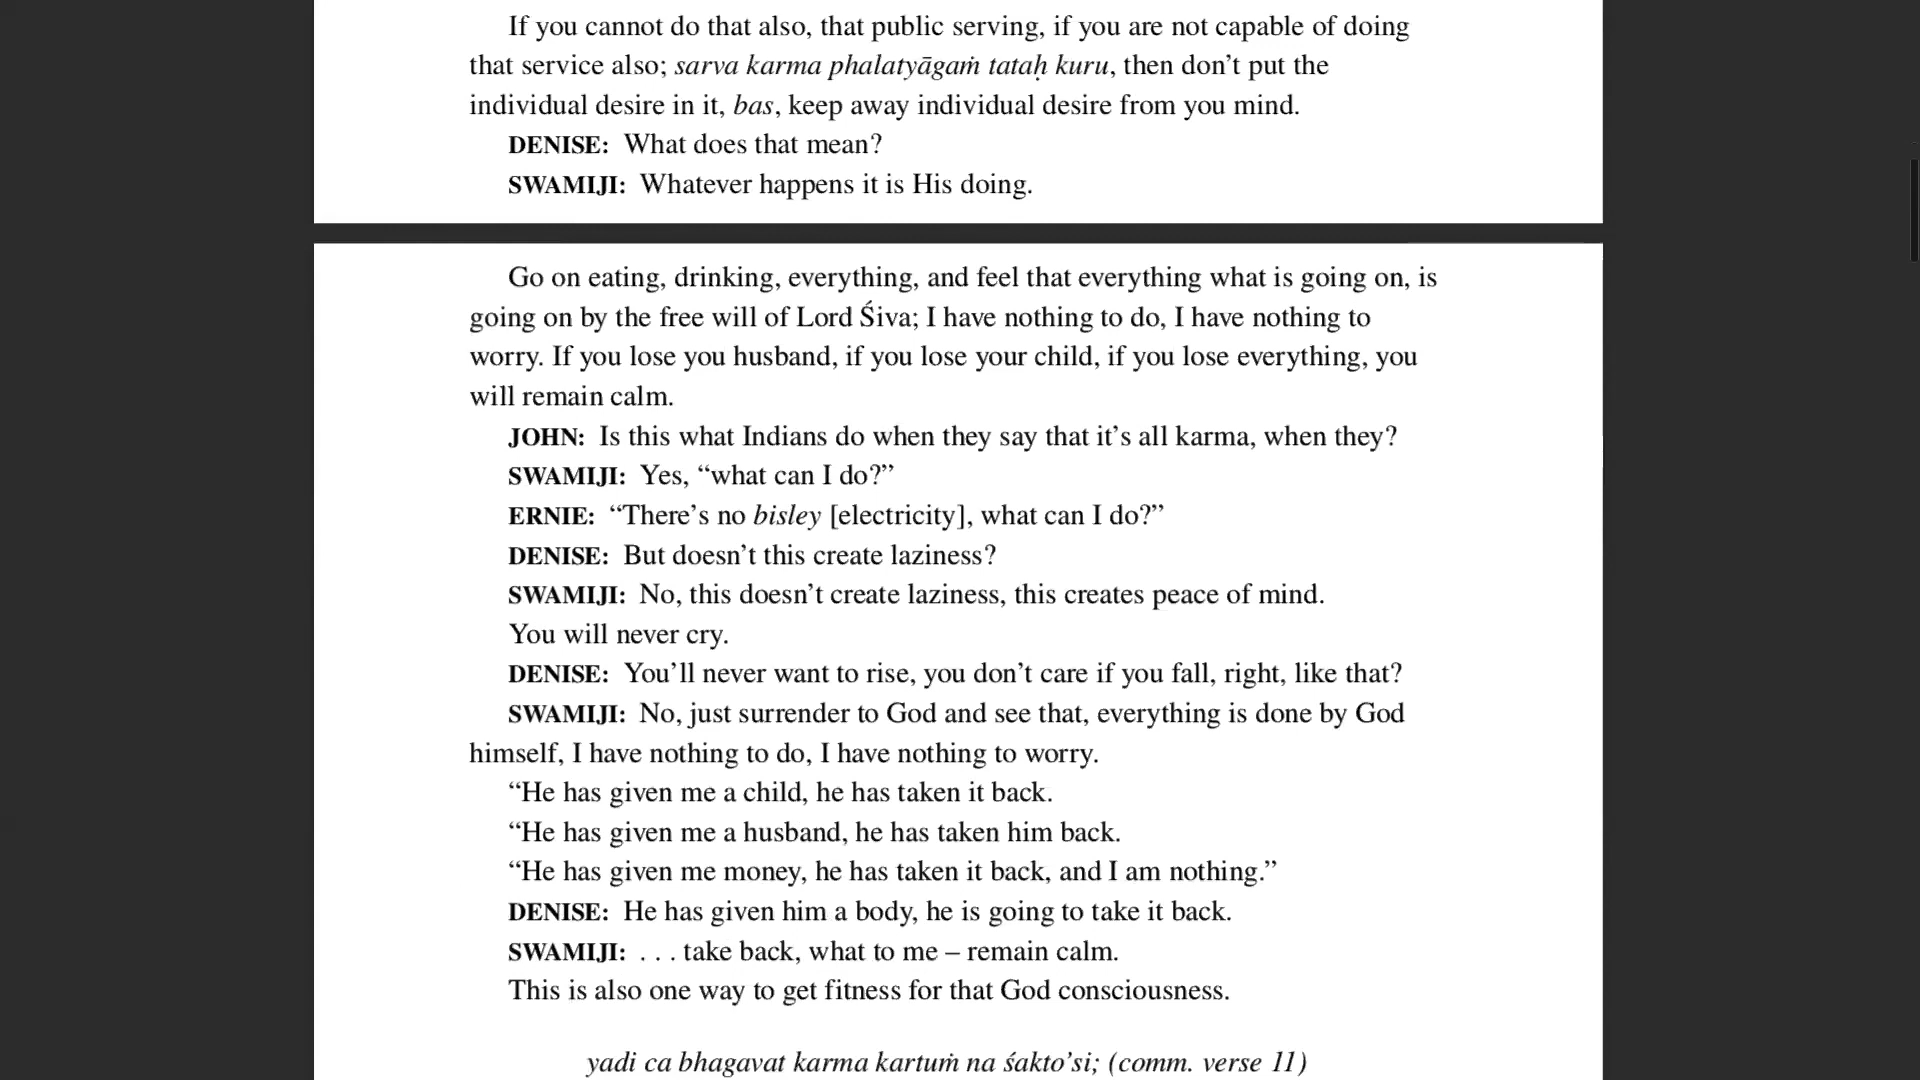 If you cannot do that also, that public serving, if you are not capable of doing
that service also; sarva karma phalatyāgaṁ tataḥ kuru, then don’t put the
individual desire in it, bas, keep away individual desire from you mind.
DENISE: What does that mean?
SWAMIJI: Whatever happens it is His doing.
Go on eating, drinking, everything, and feel that everything what is going on, is
going on by the free will of Lord Śiva; I have nothing to do, I have nothing to
worry. If you lose you husband, if you lose your child, if you lose everything, you
will remain calm.
JOHN: Is this what Indians do when they say that it’s all karma, when they?
SWAMIJI: Yes, “what can I do?”
ERNIE: “There’s no bisley [electricity], what can I do?”
DENISE: But doesn’t this create laziness?
SWAMIJI: No, this doesn’t create laziness, this creates peace of mind.
You will never cry.
DENISE: You’ll never want to rise, you don’t care if you fall, right, like that?
SWAMIJI: No, just surrender to God and see that, everything is done by God
himself, I have nothing to do, I have nothing to worry.
“He has given me a child, he has taken it back.
“He has given me a husband, he has taken him back.
“He has given me money, he has taken it back, and I am nothing.”
DENISE: He has given him a body, he is going to take it back.
SWAMIJI: . . . take back, what to me – remain calm.
This is also one way to get fitness for that God consciousness.
yadi ca bhagavat karma kartuṁ na śakto’si; (comm. verse 11)